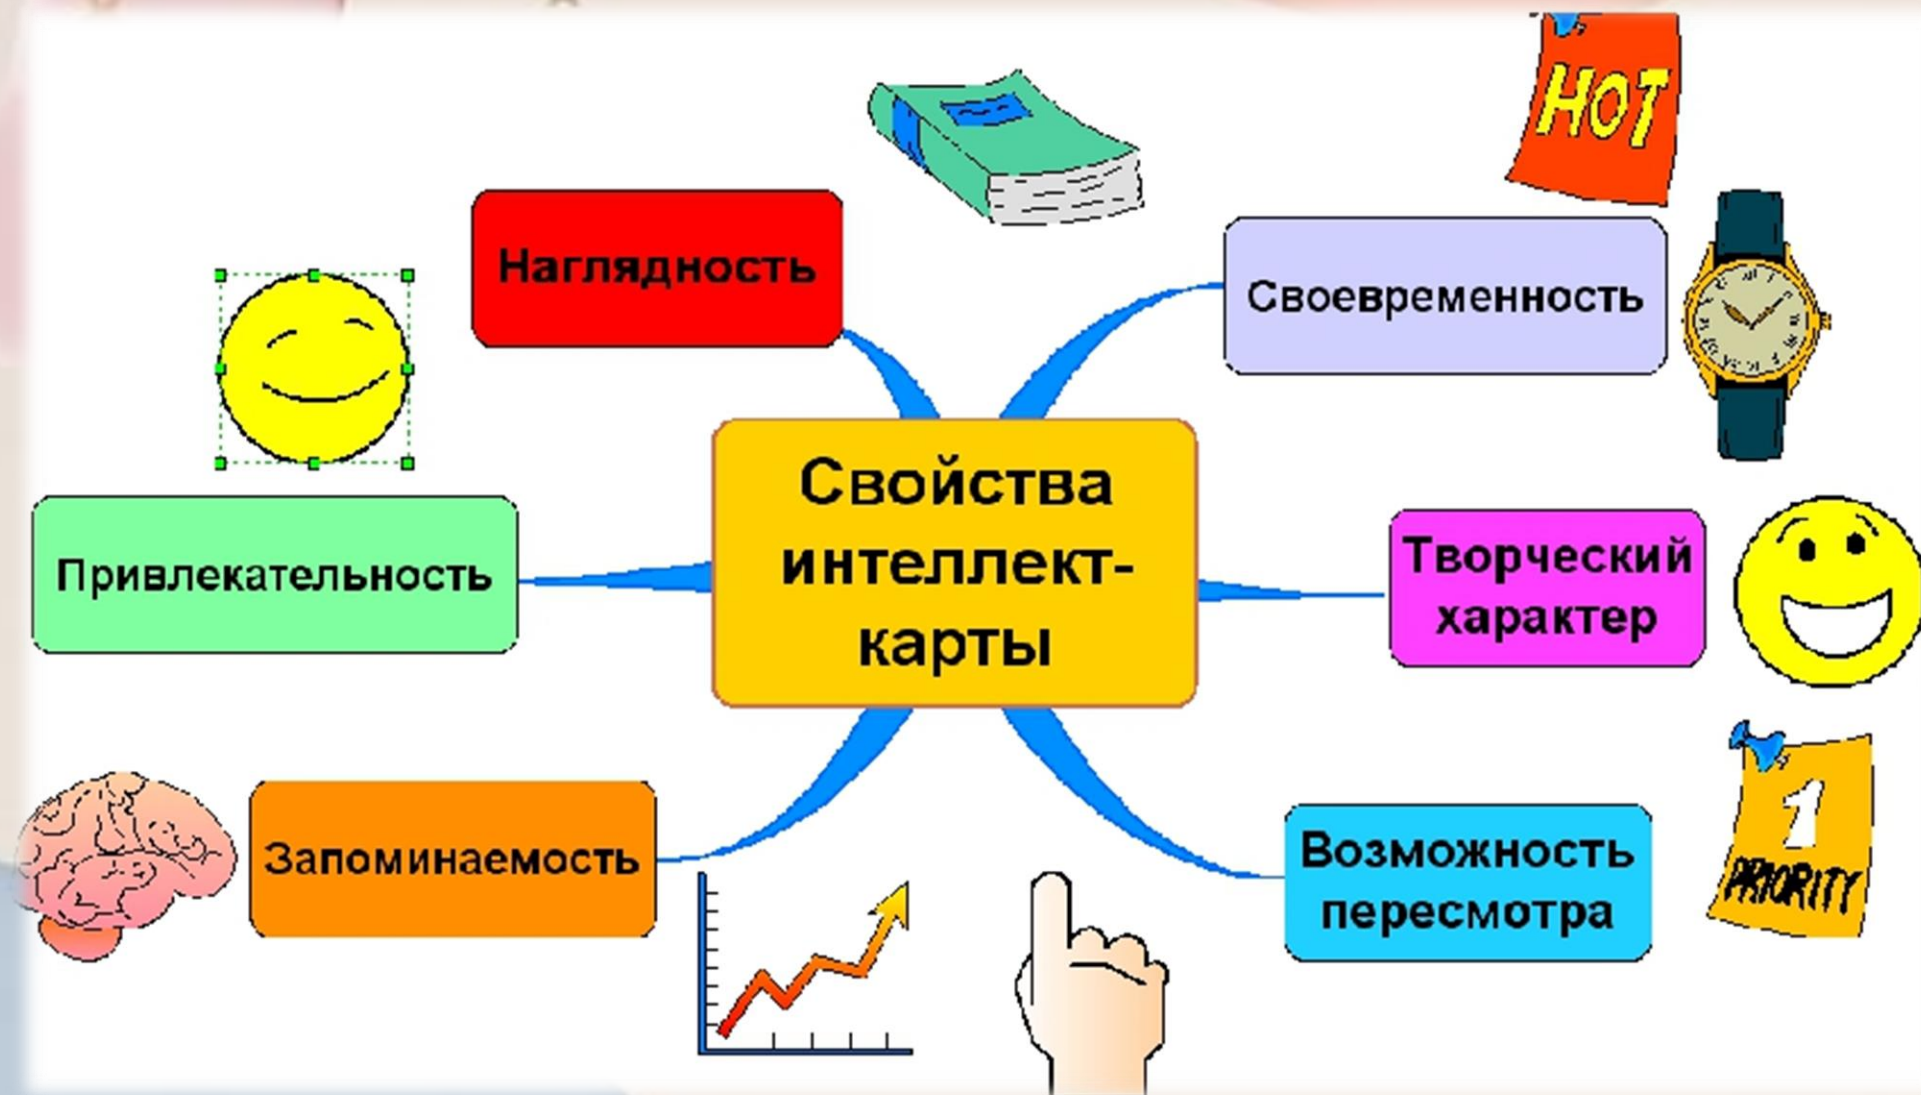 HOT
Наглядность
Своевременность
Свойства
интеллект-
карты
Привлекательность
Творческий
характер
Запоминаемость
Возможность
пересмотра
1
PRIORITY